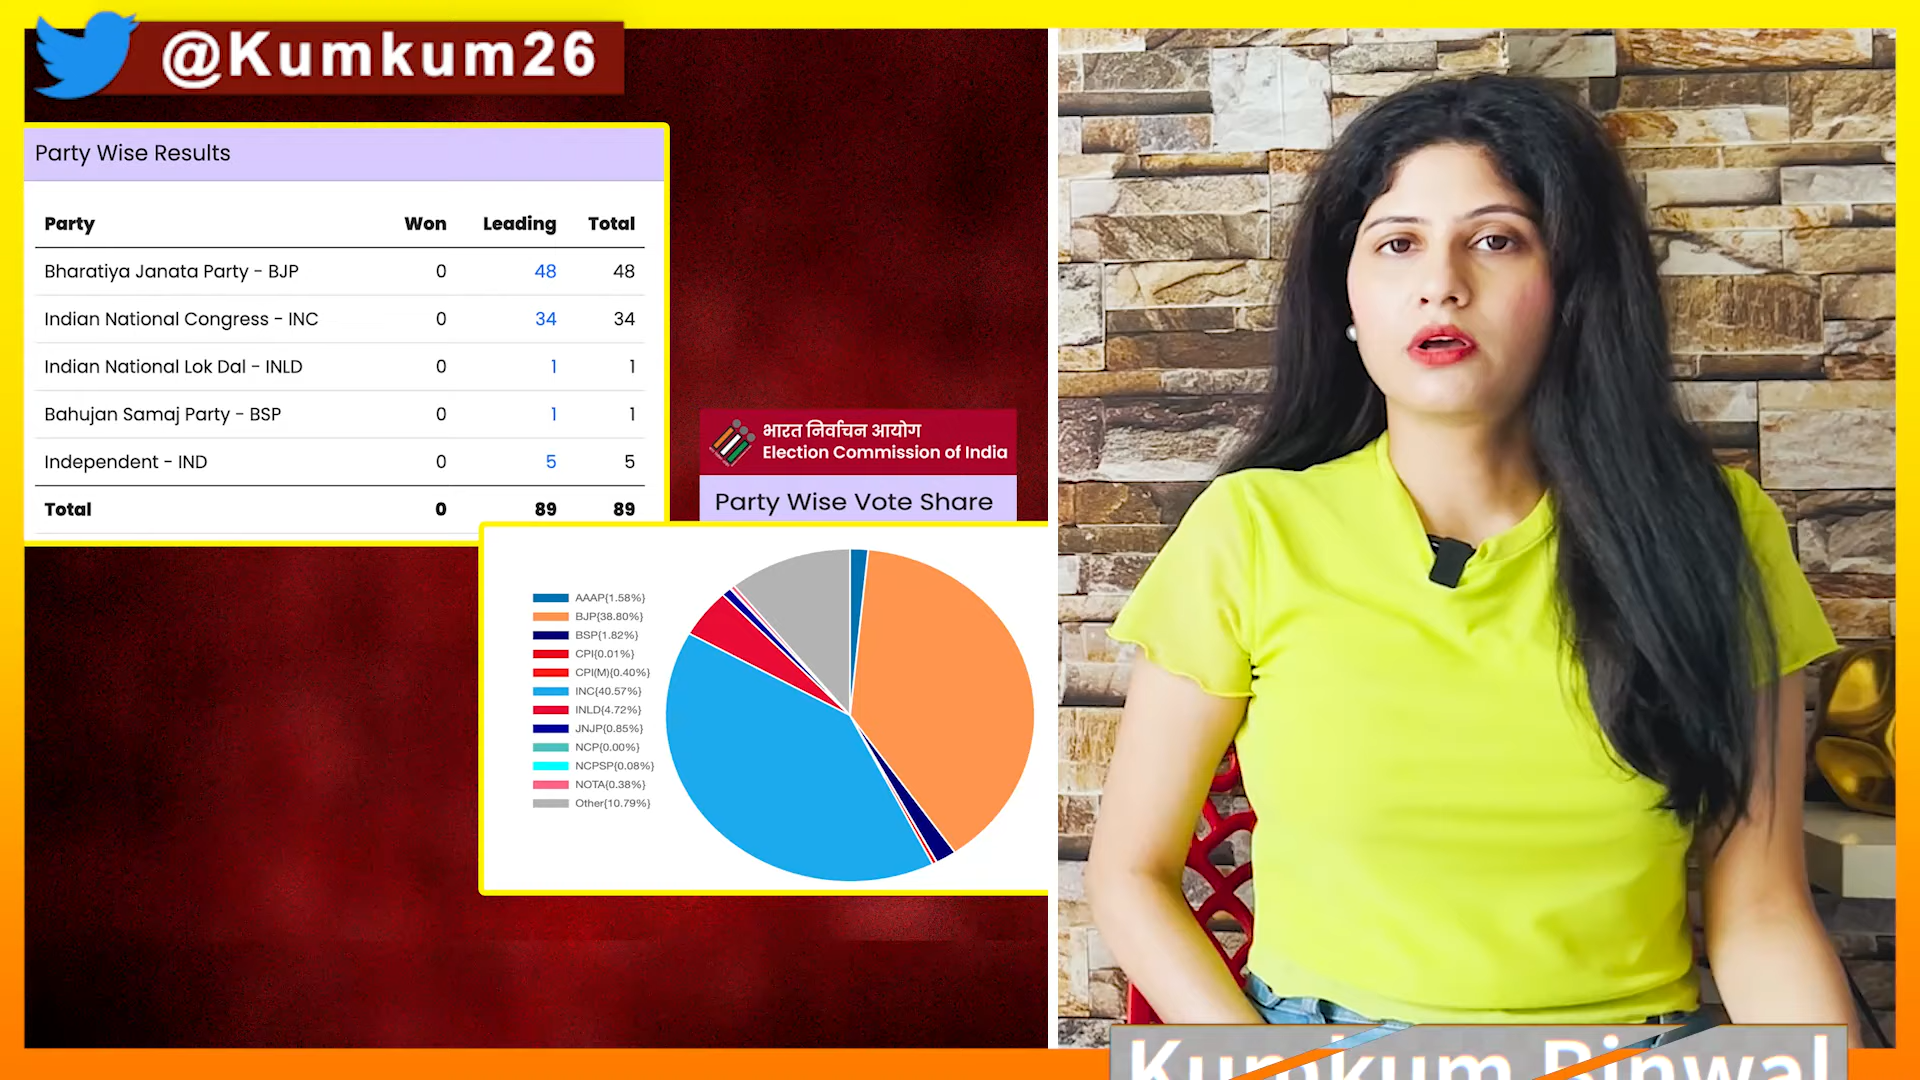 @Kumkum26
Party Wise Results
Party Won Leading Total
Bharatiya Janata Party - BJP 0 48 48
Indian National Congress - INC 0 34 34
Indian National Lok Dal - INLD 0 1 1
Bahujan Samaj Party - BSP 0 1 1
Independent - IND 0 5 5
Total 0 89 89
भारत निर्वाचन आयोग
Election Commission of India
Party Wise Vote Share
AAAP{1.58%}
BJP{38.80%}
BSP{1.82%}
CPI{0.01%}
CPI(M){0.40%}
INC{40.57%}
INLD{4.72%}
JNJP{0.85%}
NCP{0.00%}
NCPSP{0.08%}
NOTA{0.38%}
Other{10.79%}
Kumkum Binwal